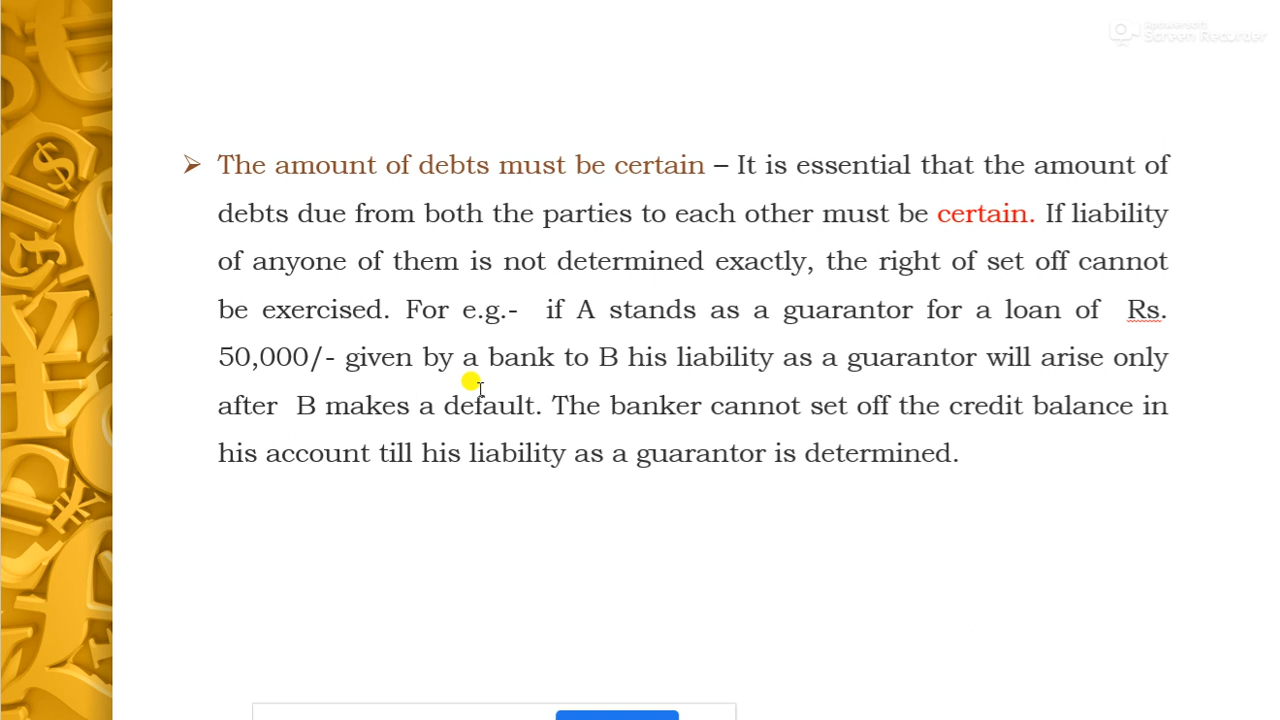 Apowersoft
Screen Recorder
➢ The amount of debts must be certain – It is essential that the amount of
debts due from both the parties to each other must be certain. If liability
of anyone of them is not determined exactly, the right of set off cannot
be exercised. For e.g.- if A stands as a guarantor for a loan of Rs.
50,000/- given by a bank to B his liability as a guarantor will arise only
after B makes a default. The banker cannot set off the credit balance in
his account till his liability as a guarantor is determined.